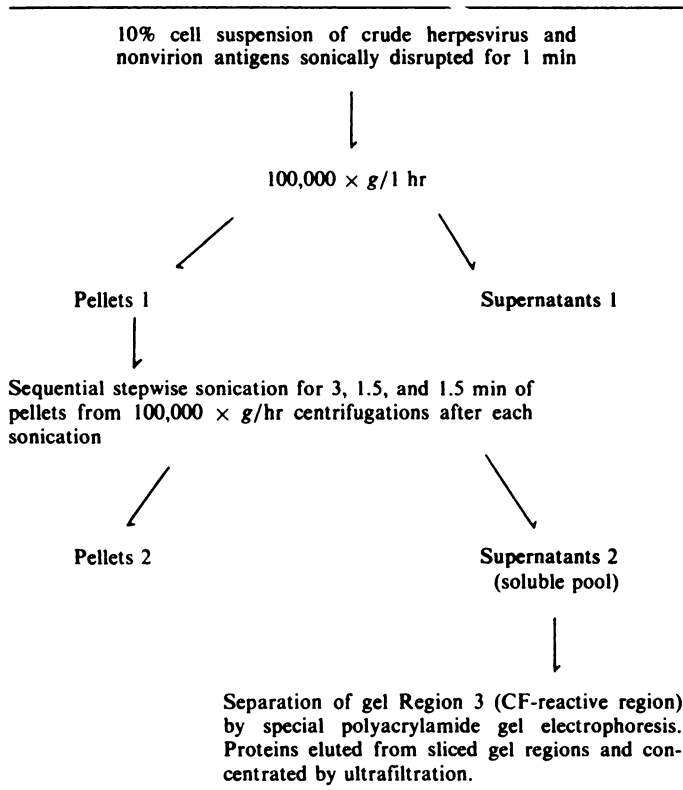 10% cell suspension of crude herpesvirus and
nonvirion antigens sonically disrupted for 1 min
100,000 × g/1 hr
Pellets 1
Supernatants 1
Sequential stepwise sonication for 3, 1.5, and 1.5 min of
pellets from 100,000 × g/hr centrifugations after each
sonication
Pellets 2
Supernatants 2
(soluble pool)
Separation of gel Region 3 (CF-reactive region)
by special polyacrylamide gel electrophoresis.
Proteins eluted from sliced gel regions and con-
centrated by ultrafiltration.